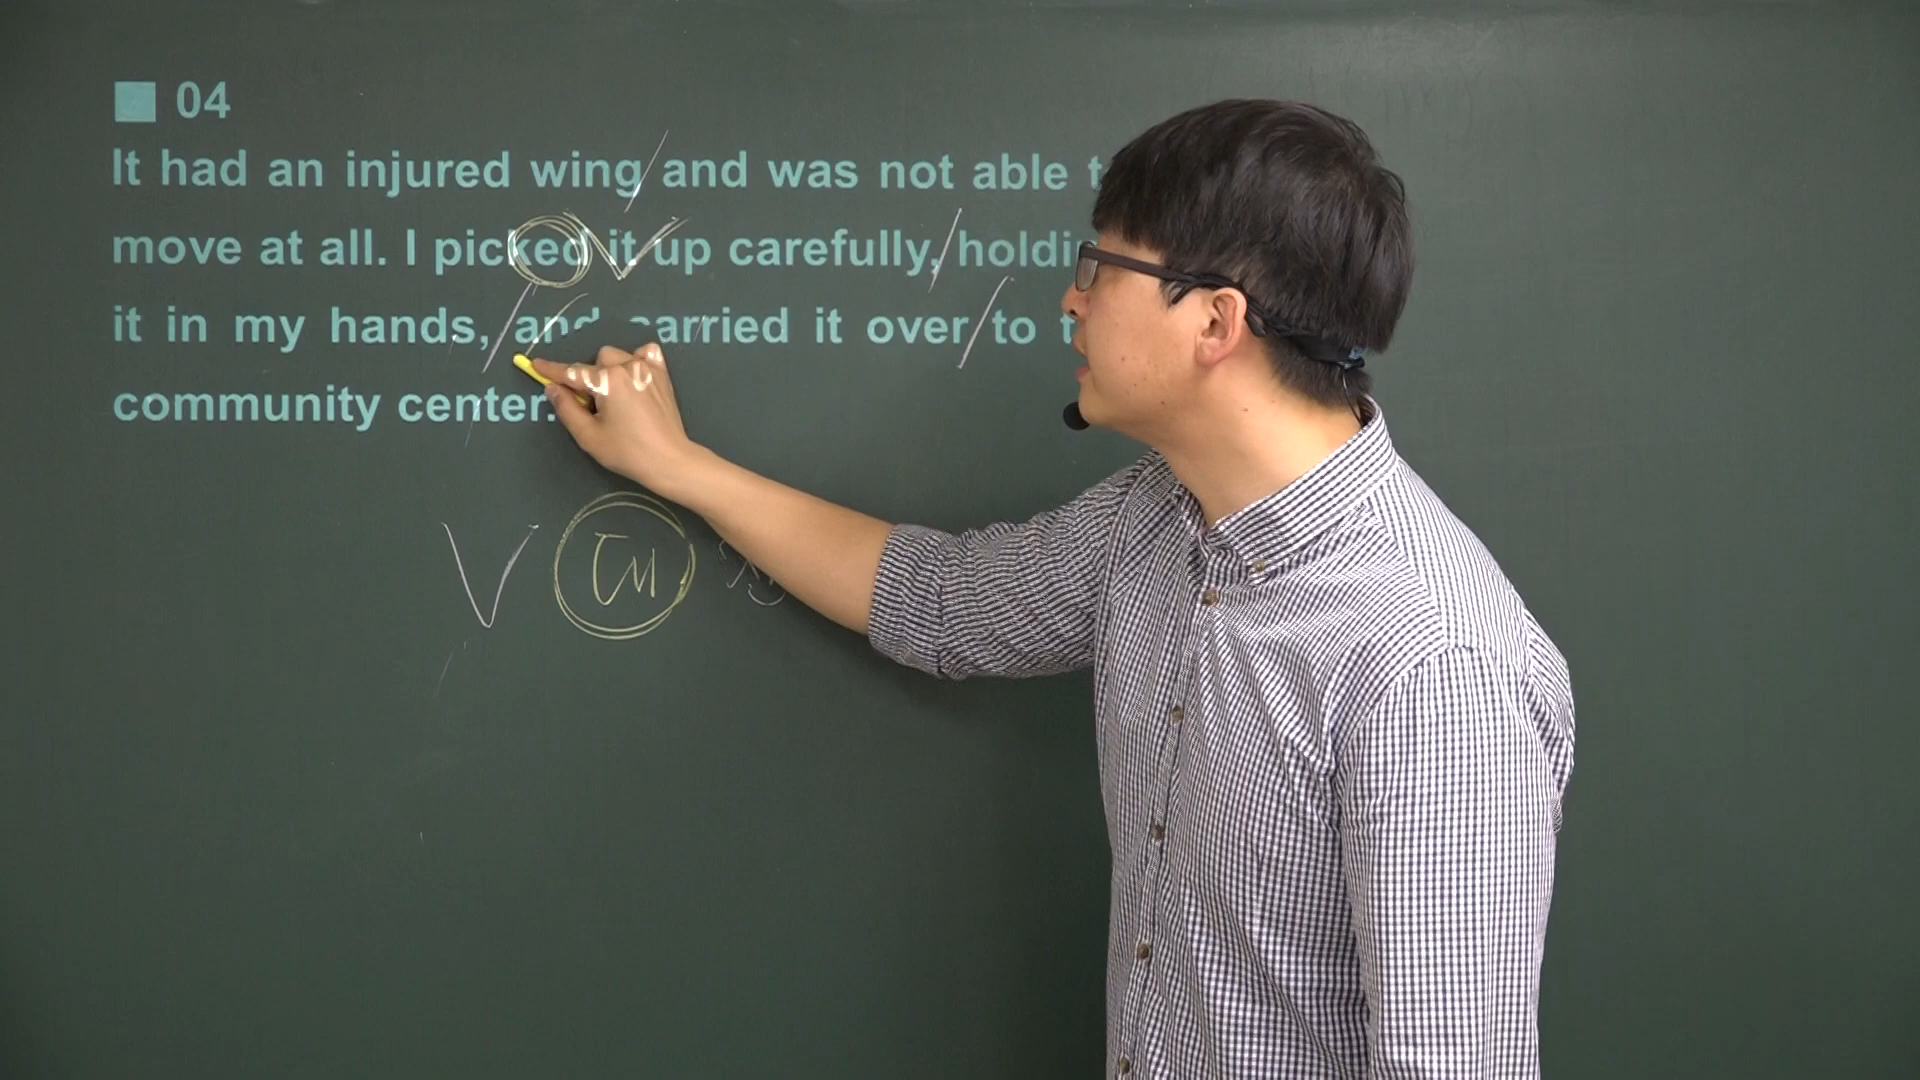 ■ 04
It had an injured wing and was not able
move at all. I picked it up carefully, holdi
it in my hands, and carried it over to
community center.
V 대